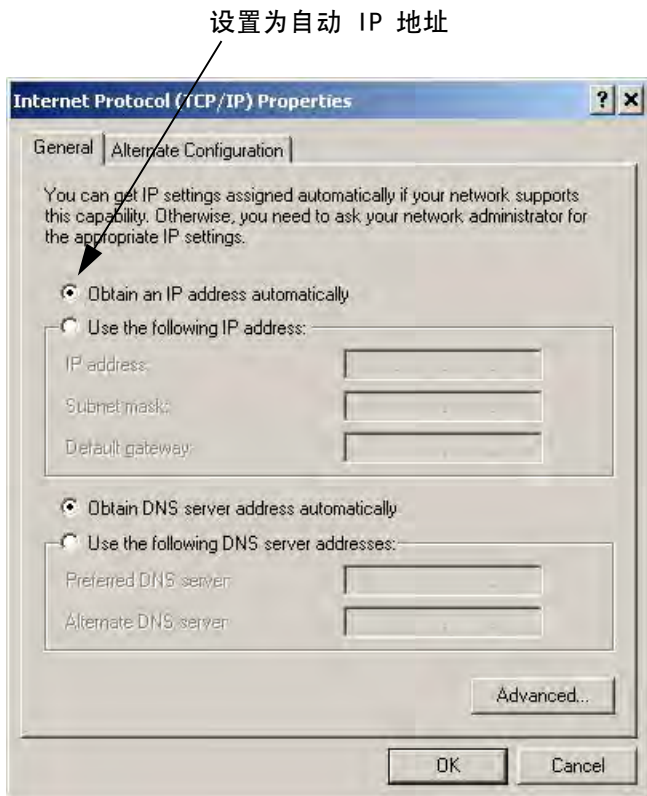 设置为自动 IP 地址
Internet Protocol (TCP/IP) Properties
General
Alternate Configuration
You can get IP settings assigned automatically if your network supports
this capability. Otherwise, you need to ask your network administrator for
the appropriate IP settings.
Obtain an IP address automatically
Use the following IP address:
IP address:
Subnet mask:
Default gateway:
Obtain DNS server address automatically
Use the following DNS server addresses:
Preferred DNS server:
Alternate DNS server:
Advanced...
OK
Cancel